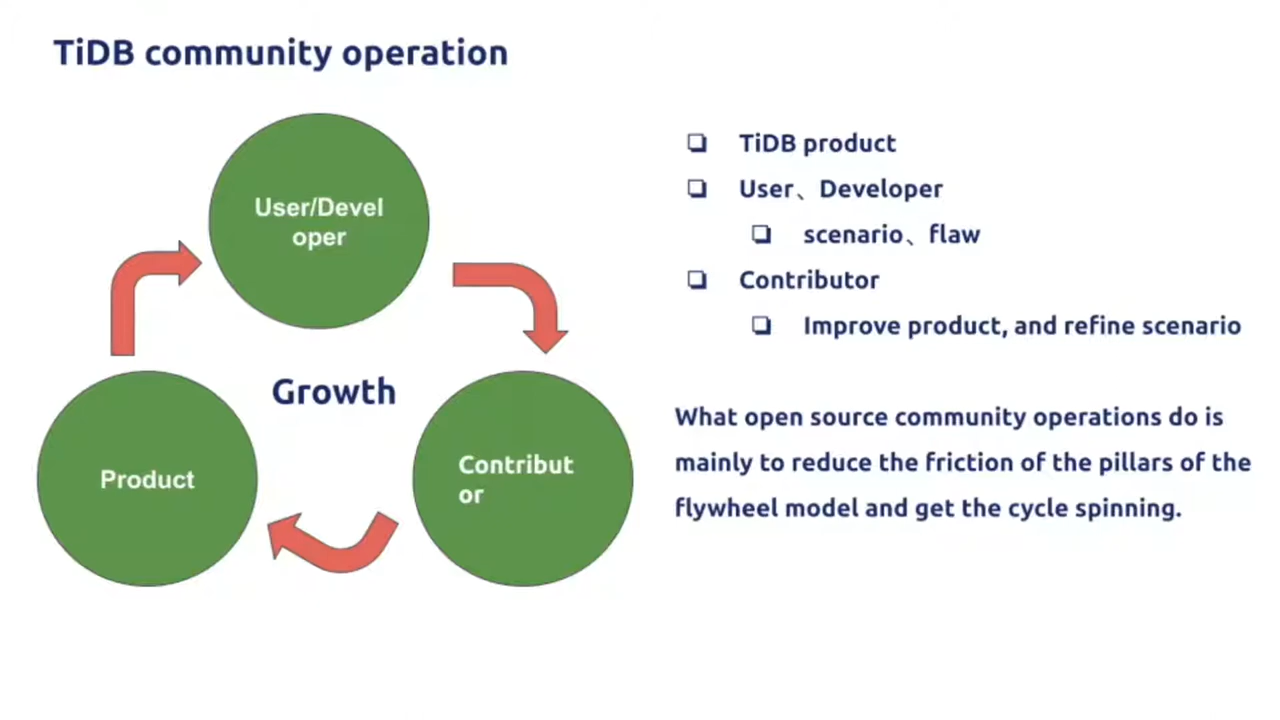 TiDB community operation
User/Devel
oper
Growth
Product
Contribut
or
❏ TiDB product
❏ User、Developer
❏ scenario、flaw
❏ Contributor
❏ Improve product, and refine scenario
What open source community operations do is
mainly to reduce the friction of the pillars of the
flywheel model and get the cycle spinning.